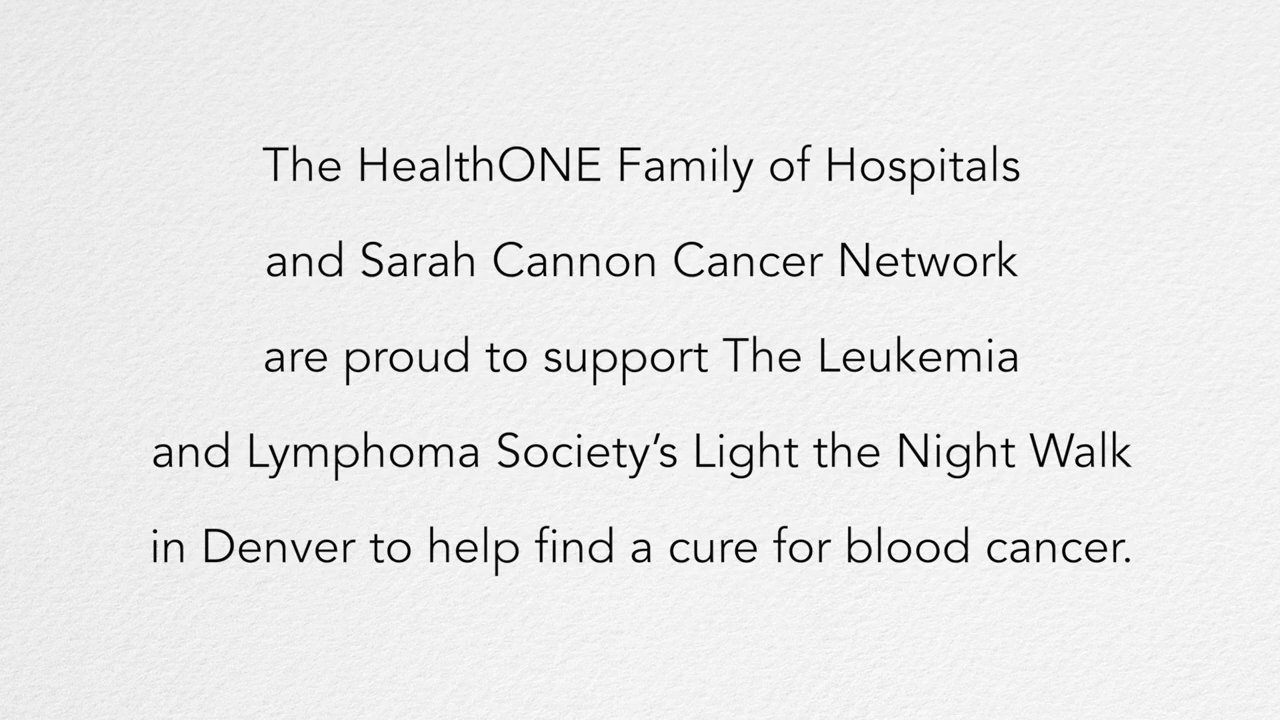 The HealthONE Family of Hospitals
and Sarah Cannon Cancer Network
are proud to support The Leukemia
and Lymphoma Society’s Light the Night Walk
in Denver to help find a cure for blood cancer.